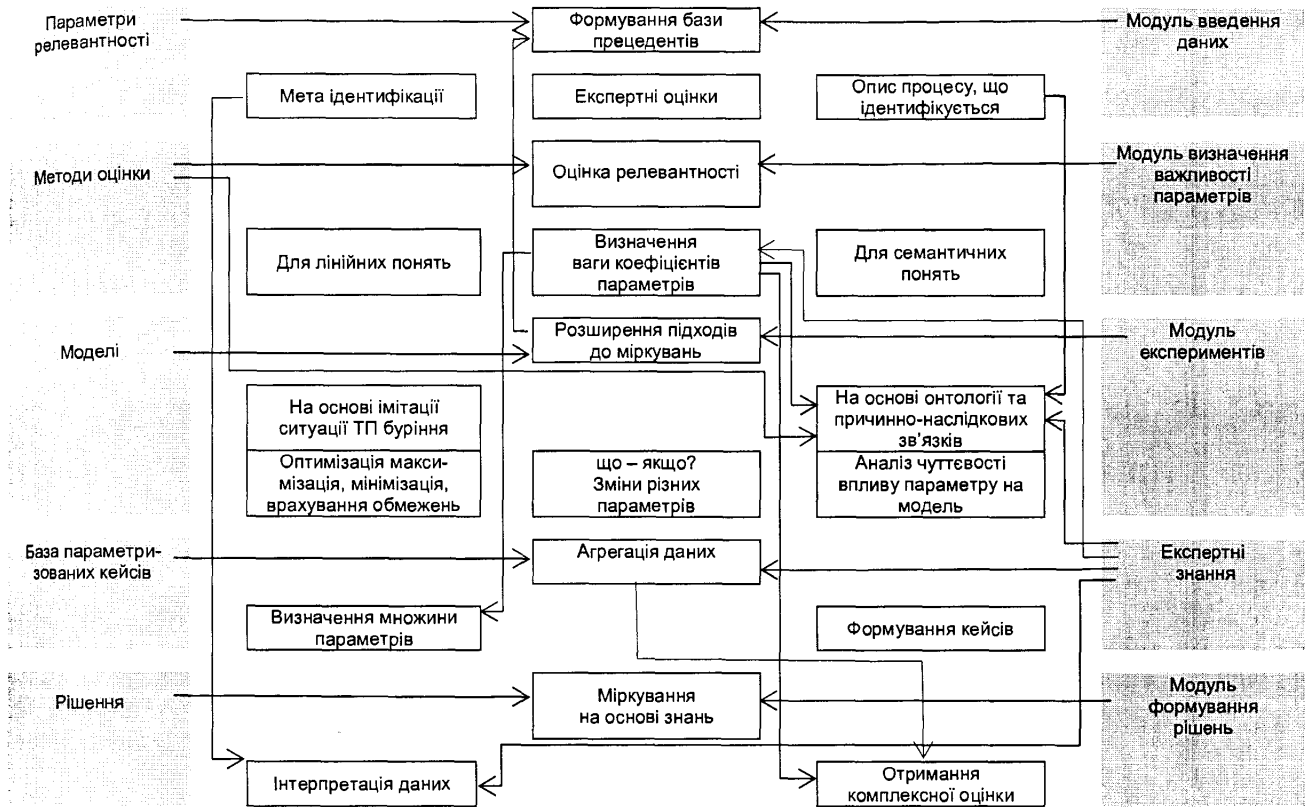 Параметри
релевантності
Формування бази
прецедентів
Модуль введення
даних
Мета ідентифікації
Експертні оцінки
Опис процесу, що
ідентифікується
Методи оцінки
Оцінка релевантності
Модуль визначення
важливості
параметрів
Для лінійних понять
Визначення
ваги коефіцієнтів
параметрів
Для семантичних
понять
Моделі
Розширення підходів
до міркувань
Модуль
експериментів
На основі імітації
ситуації ТП буріння
На основі онтології та
причинно-наслідкових
зв'язків
Оптимізація макси-
мізація, мінімізація,
врахування обмежень
що – якщо?
Зміни різних
параметрів
Аналіз чуттєвості
впливу параметру на
модель
База параметри-
зованих кейсів
Агрегація даних
Експертні
знання
Визначення множини
параметрів
Формування кейсів
Рішення
Міркування
на основі знань
Модуль
формування
рішень
Інтерпретація даних
Отримання
комплексної оцінки